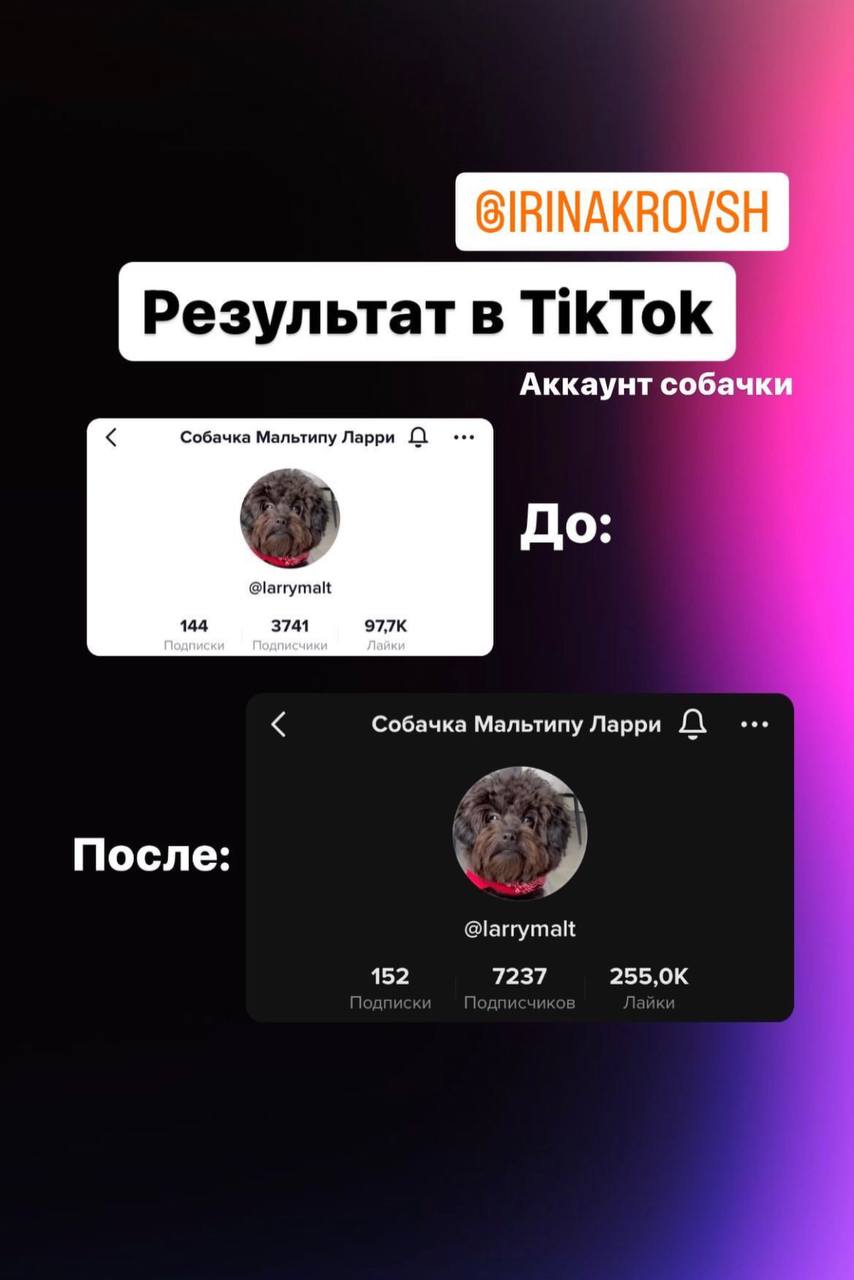 @IRINAKROVSH
Результат в TikTok
Аккаунт собачки
Собачка Мальтипу Ларри
@larrymalt
144 3741 97,7K
Подписки Подписчики Лайки
До:
После:
Собачка Мальтипу Ларри
@larrymalt
152 7237 255,0K
Подписки Подписчиков Лайки